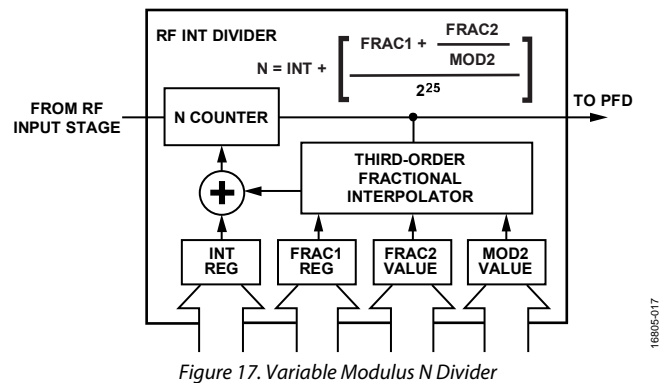 RF INT DIVIDER
N = INT + [ FRAC1 + FRAC2
MOD2
2^25 ]
FROM RF
INPUT STAGE
TO PFD
N COUNTER
THIRD-ORDER
FRACTIONAL
INTERPOLATOR
+
INT
REG
FRAC1
REG
FRAC2
VALUE
MOD2
VALUE
16805-017
Figure 17. Variable Modulus N Divider